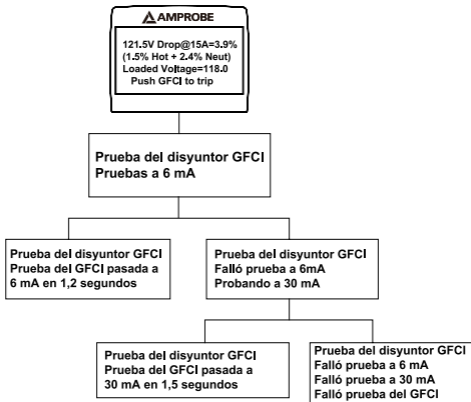 AMPROBE
121.5V Drop@15A=3.9%
(1.5% Hot + 2.4% Neut)
Loaded Voltage=118.0
Push GFCI to trip
Prueba del disyuntor GFCI
Pruebas a 6 mA
Prueba del disyuntor GFCI
Prueba del GFCI pasada a
6 mA en 1,2 segundos
Prueba del disyuntor GFCI
Falló prueba a 6mA
Probando a 30 mA
Prueba del disyuntor GFCI
Prueba del GFCI pasada a
30 mA en 1,5 segundos
Prueba del disyuntor GFCI
Falló prueba a 6 mA
Falló prueba a 30 mA
Falló prueba del GFCI